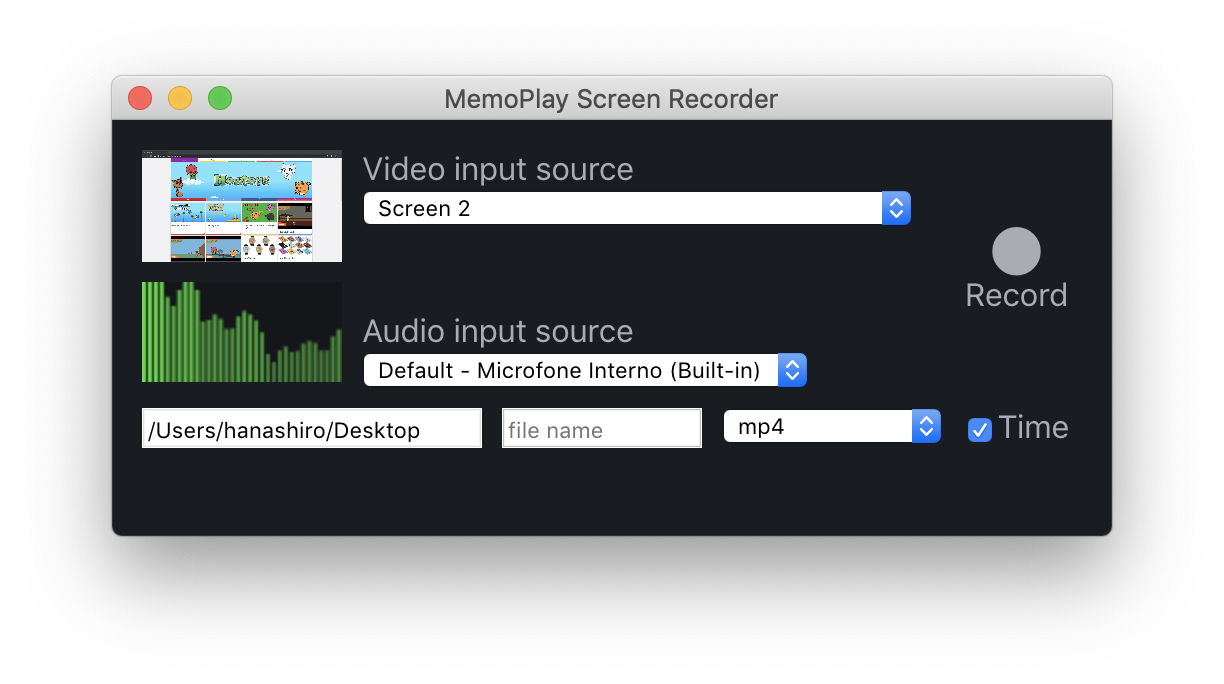 MemoPlay Screen Recorder
Video input source
Screen 2
Record
Audio input source
Default - Microfone Interno (Built-in)
/Users/hanashiro/Desktop
file name
mp4
Time